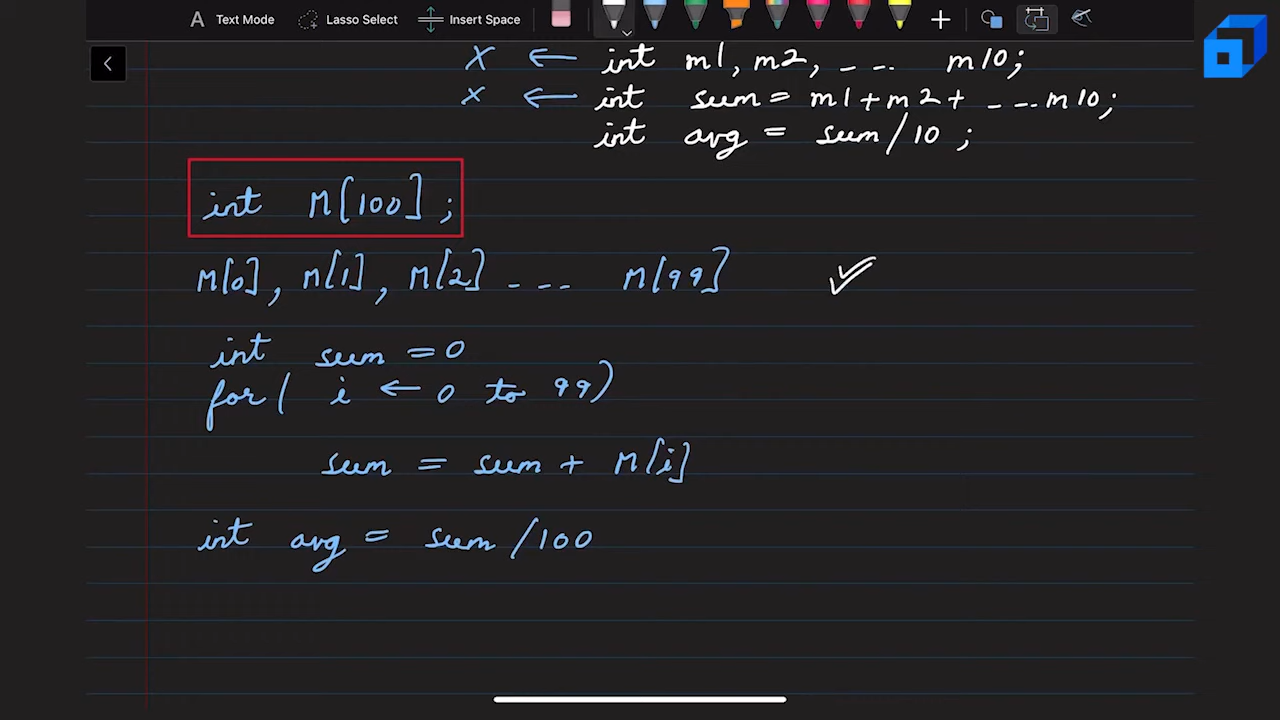 Text Mode Lasso Select Insert Space
X ← int m1, m2, _ _ .. m10;
x ← int sum = m1 + m2 + _ _ .. m10;
int avg = sum / 10 ;
int M[100] ;
M[0], M[1], M[2] - - - M[99]
int sum = 0
for( i ← 0 to 99)
sum = sum + M[i]
int avg = sum / 100